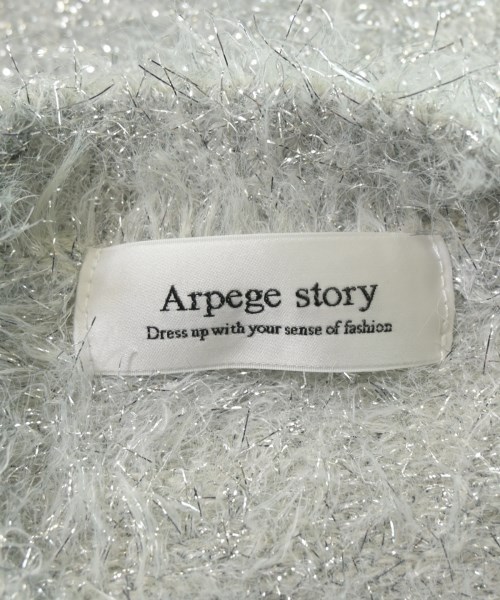 Arpege story
Dress up with your sense of fashion